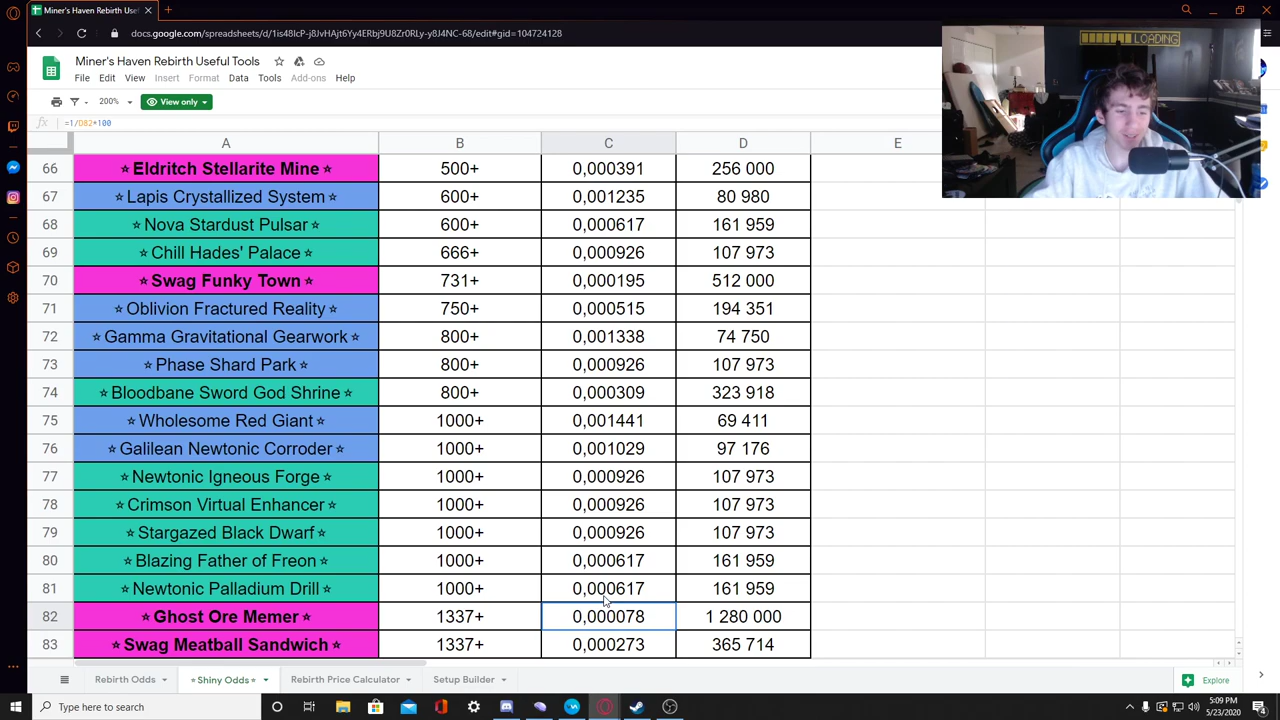 Miner's Haven Rebirth Useful Tools
docs.google.com/spreadsheets/d/1is48IcP-j8JvHAjt6Yy4ERbj9U8Zr0RLy-y8J4NC-68/edit#gid=104724128
LOADING
Miner's Haven Rebirth Useful Tools
File Edit View Insert Format Data Tools Add-ons Help
200% View only
fx =1/D82*100
A B C D E
66 ⭐Eldritch Stellarite Mine⭐ 500+ 0,000391 256 000
67 ⭐Lapis Crystallized System⭐ 600+ 0,001235 80 980
68 ⭐Nova Stardust Pulsar⭐ 600+ 0,000617 161 959
69 ⭐Chill Hades' Palace⭐ 666+ 0,000926 107 973
70 ⭐Swag Funky Town⭐ 731+ 0,000195 512 000
71 ⭐Oblivion Fractured Reality⭐ 750+ 0,000515 194 351
72 ⭐Gamma Gravitational Gearwork⭐ 800+ 0,001338 74 750
73 ⭐Phase Shard Park⭐ 800+ 0,000926 107 973
74 ⭐Bloodbane Sword God Shrine⭐ 800+ 0,000309 323 918
75 ⭐Wholesome Red Giant⭐ 1000+ 0,001441 69 411
76 ⭐Galilean Newtonic Corroder⭐ 1000+ 0,001029 97 176
77 ⭐Newtonic Igneous Forge⭐ 1000+ 0,000926 107 973
78 ⭐Crimson Virtual Enhancer⭐ 1000+ 0,000926 107 973
79 ⭐Stargazed Black Dwarf⭐ 1000+ 0,000926 107 973
80 ⭐Blazing Father of Freon⭐ 1000+ 0,000617 161 959
81 ⭐Newtonic Palladium Drill⭐ 1000+ 0,000617 161 959
82 ⭐Ghost Ore Memer⭐ 1337+ 0,000078 1 280 000
83 ⭐Swag Meatball Sandwich⭐ 1337+ 0,000273 365 714
Rebirth Odds ⭐Shiny Odds⭐ Rebirth Price Calculator Setup Builder Explore
Type here to search
5:09 PM
5/23/2020
4